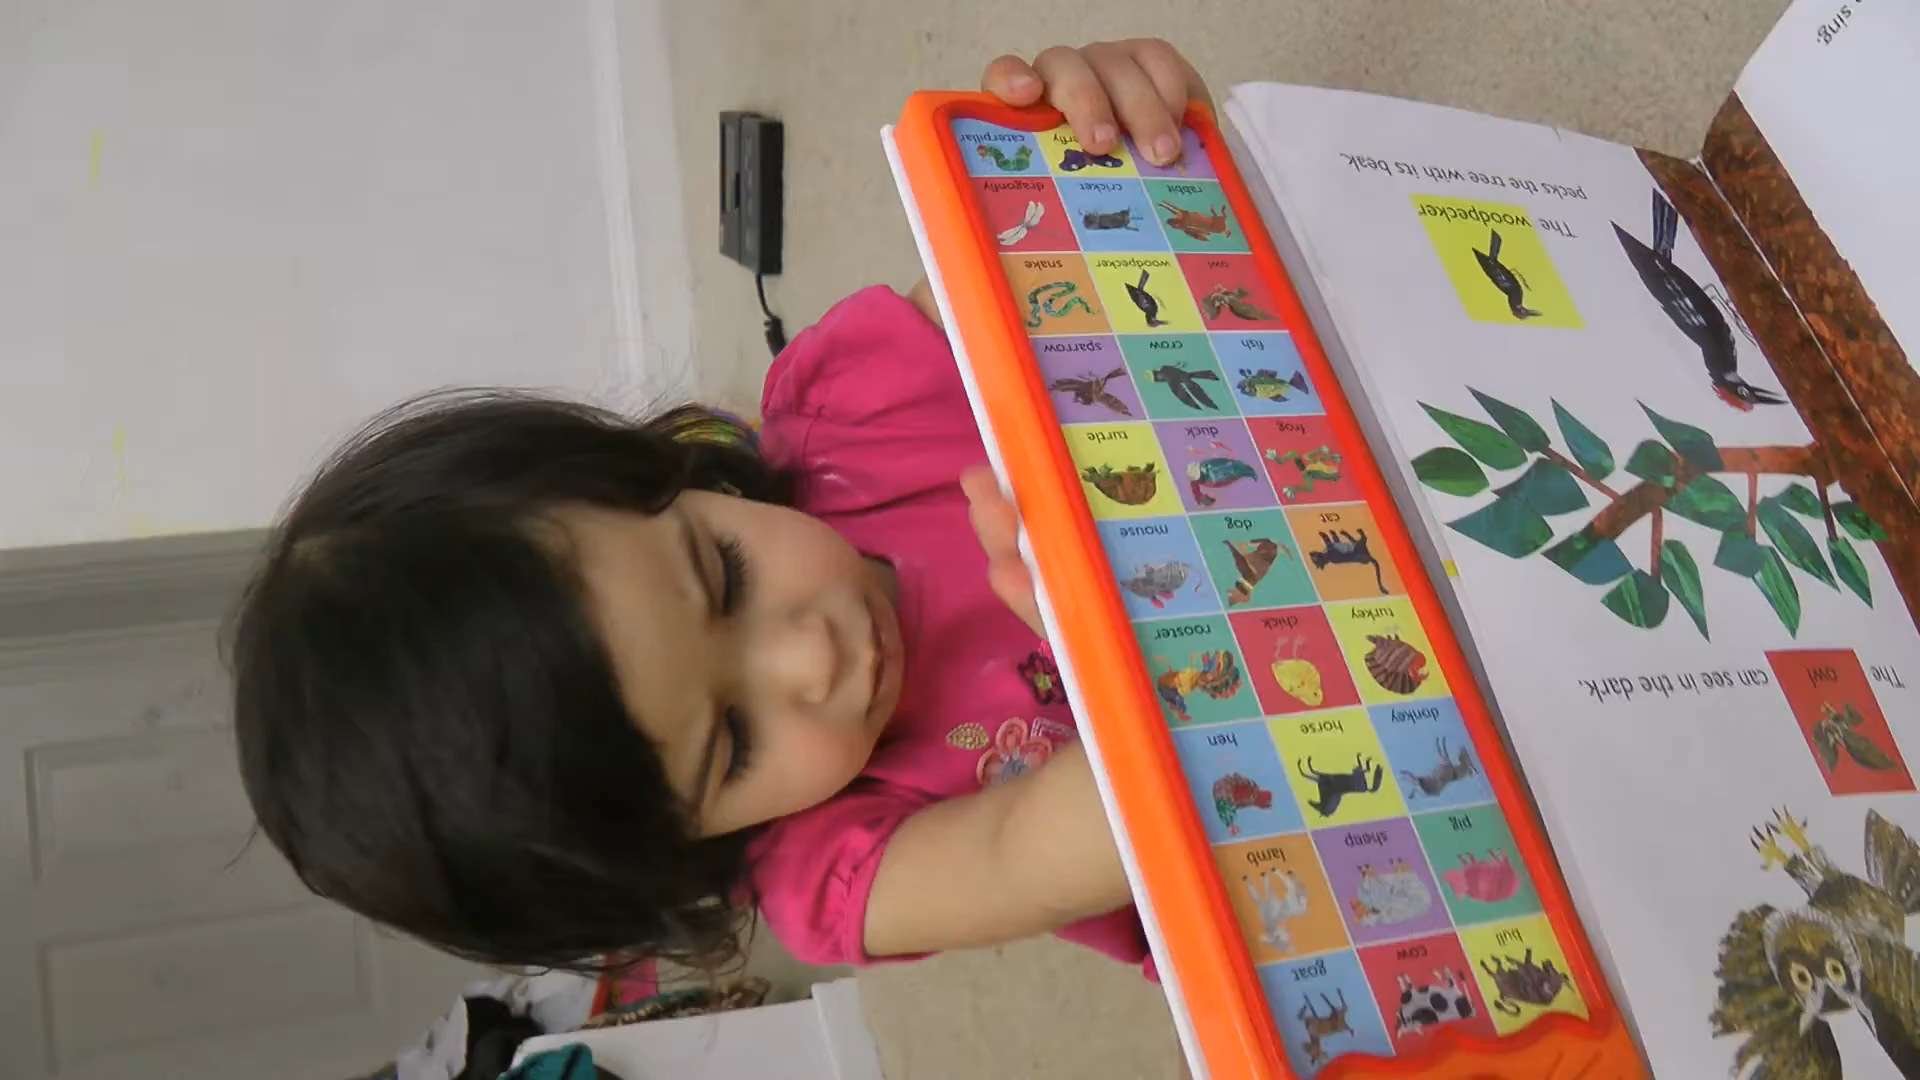 The owl can see in the dark.
The woodpecker
pecks the tree with its beak.
sing,
bull cow goat
pig sheep lamb
donkey horse hen
turkey chick rooster
cat dog mouse
frog duck turtle
fish crow sparrow
owl woodpecker snake
rabbit cricket dragonfly
caterpillar